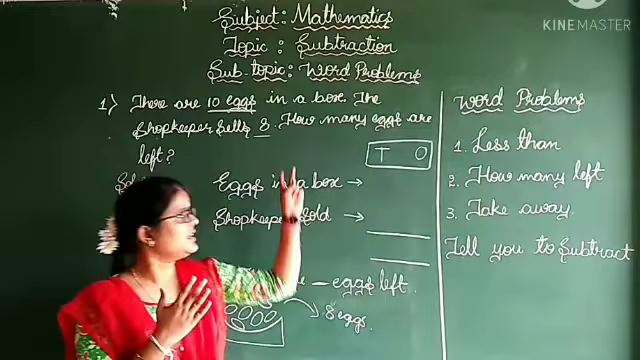 KINEMASTER
Subject: Mathematics
Topic: Subtraction
Sub-topic: Word Problems
1) There are 10 eggs in a box. The
Shopkeeper sells 8. How many eggs are
left?
T O
Eggs in a box →
Shopkeeper sold →
— eggs left.
8 eggs.
Word Problems
1. Less than
2. How many left
3. Take away.
Tell you to Subtract